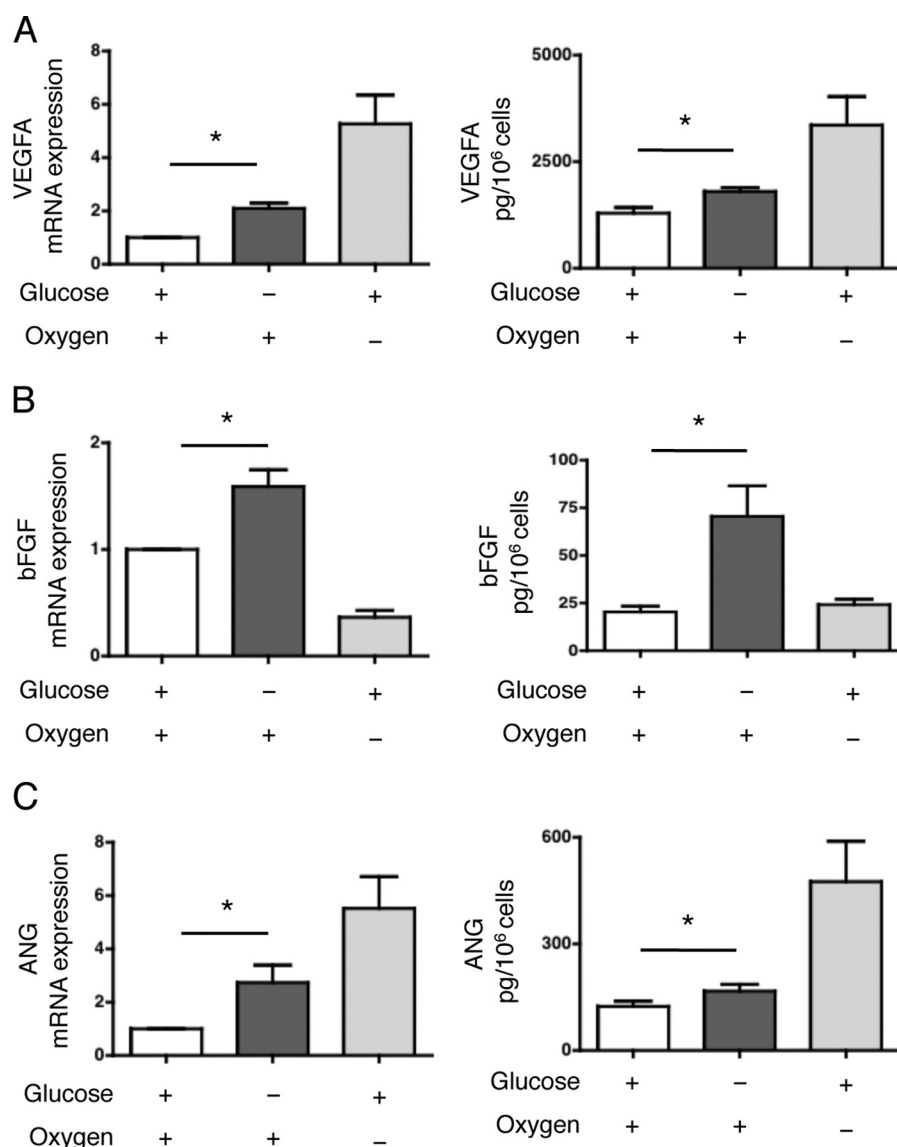 A
VEGFA
mRNA expression
8
6
4
2
0
*
Glucose + − +
Oxygen + + −
VEGFA
pg/10⁶ cells
5000
2500
0
*
+ − +
+ + −
B
bFGF
mRNA expression
2
1
0
*
Glucose + − +
Oxygen + + −
bFGF
pg/10⁶ cells
100
75
50
25
0
*
Glucose + − +
Oxygen + + −
C
ANG
mRNA expression
8
6
4
2
0
*
Glucose + − +
Oxygen + + −
ANG
pg/10⁶ cells
600
300
0
*
Glucose + − +
Oxygen + + −